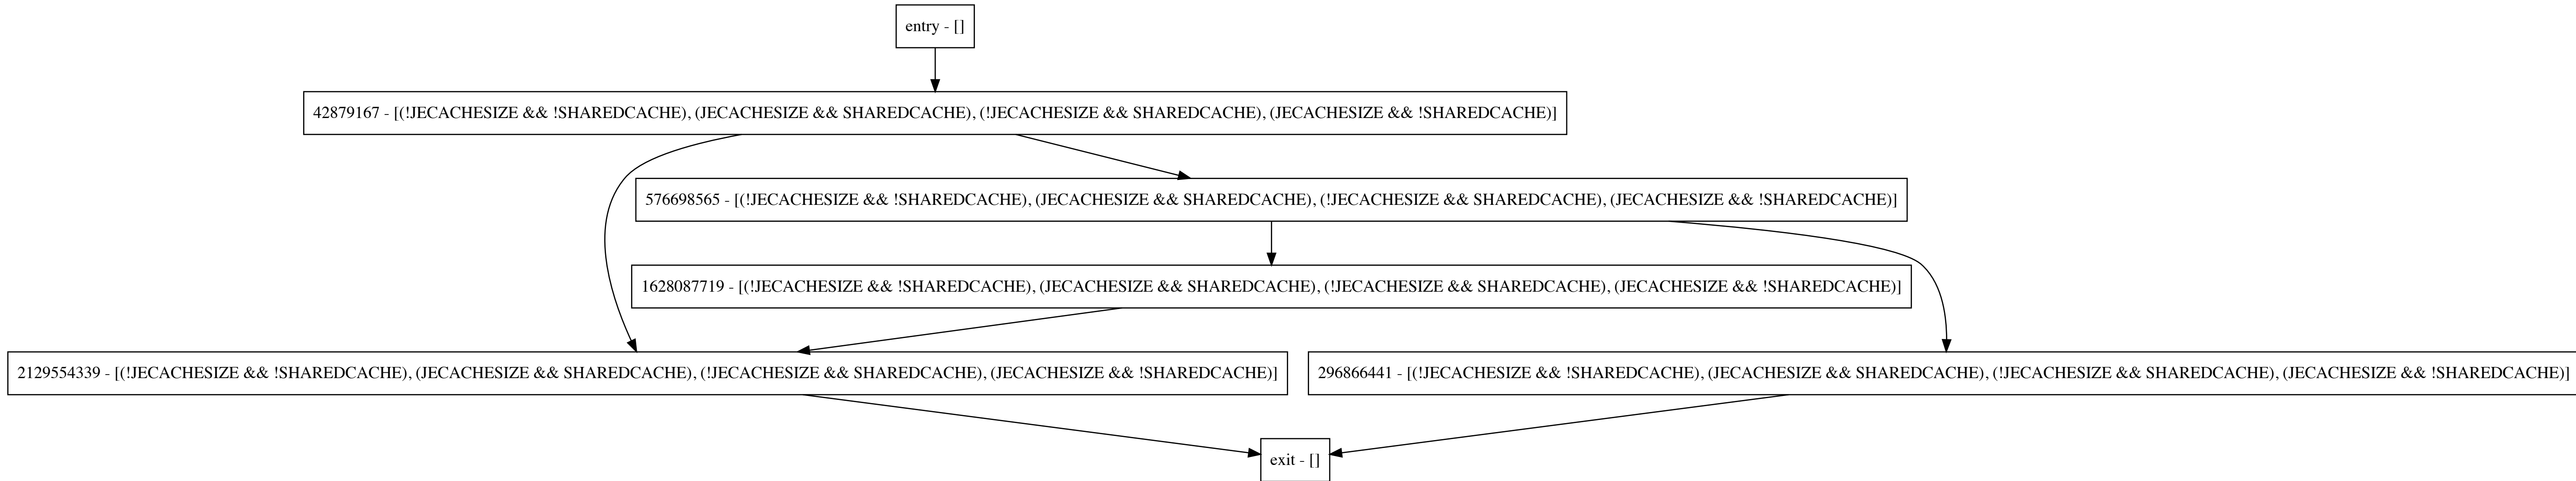 entry - []
42879167 - [(!JECACHESIZE && !SHAREDCACHE), (JECACHESIZE && SHAREDCACHE), (!JECACHESIZE && SHAREDCACHE), (JECACHESIZE && !SHAREDCACHE)]
576698565 - [(!JECACHESIZE && !SHAREDCACHE), (JECACHESIZE && SHAREDCACHE), (!JECACHESIZE && SHAREDCACHE), (JECACHESIZE && !SHAREDCACHE)]
1628087719 - [(!JECACHESIZE && !SHAREDCACHE), (JECACHESIZE && SHAREDCACHE), (!JECACHESIZE && SHAREDCACHE), (JECACHESIZE && !SHAREDCACHE)]
2129554339 - [(!JECACHESIZE && !SHAREDCACHE), (JECACHESIZE && SHAREDCACHE), (!JECACHESIZE && SHAREDCACHE), (JECACHESIZE && !SHAREDCACHE)]
296866441 - [(!JECACHESIZE && !SHAREDCACHE), (JECACHESIZE && SHAREDCACHE), (!JECACHESIZE && SHAREDCACHE), (JECACHESIZE && !SHAREDCACHE)]
exit - []